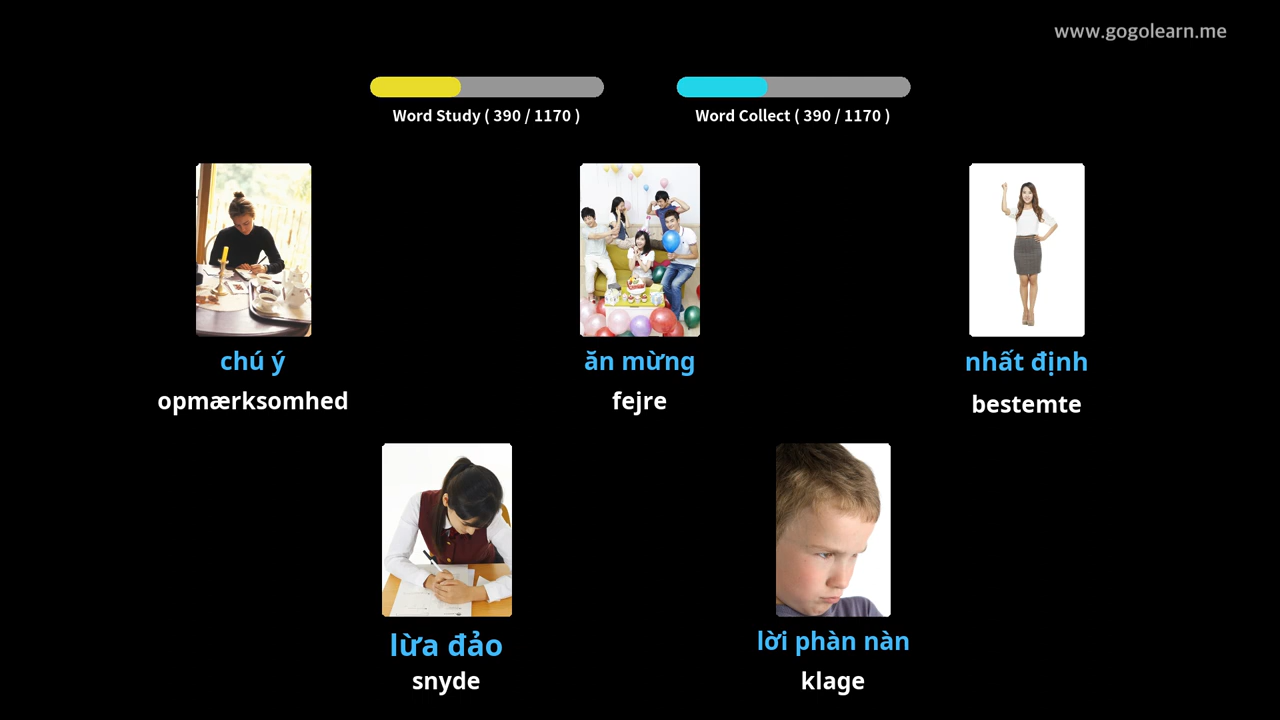 www.gogolearn.me
Word Study ( 390 / 1170 )
Word Collect ( 390 / 1170 )
chú ý
opmærksomhed
ăn mừng
fejre
nhất định
bestemte
lừa đảo
snyde
lời phàn nàn
klage